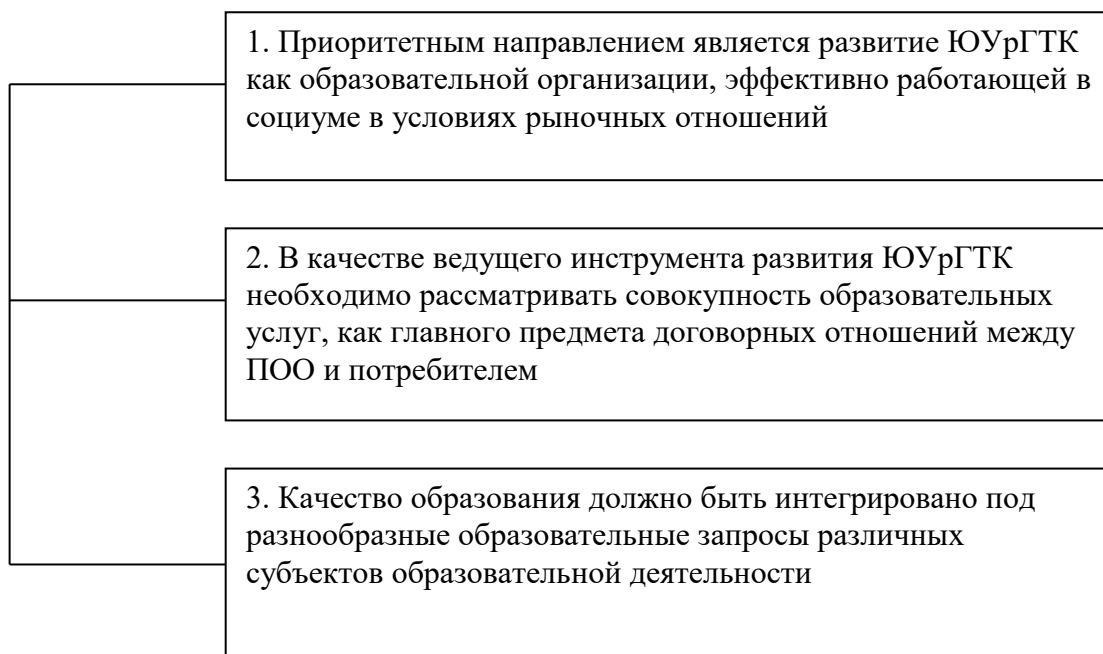 1. Приоритетным направлением является развитие ЮУрГТК
как образовательной организации, эффективно работающей в
социуме в условиях рыночных отношений
2. В качестве ведущего инструмента развития ЮУрГТК
необходимо рассматривать совокупность образовательных
услуг, как главного предмета договорных отношений между
ПОО и потребителем
3. Качество образования должно быть интегрировано под
разнообразные образовательные запросы различных
субъектов образовательной деятельности